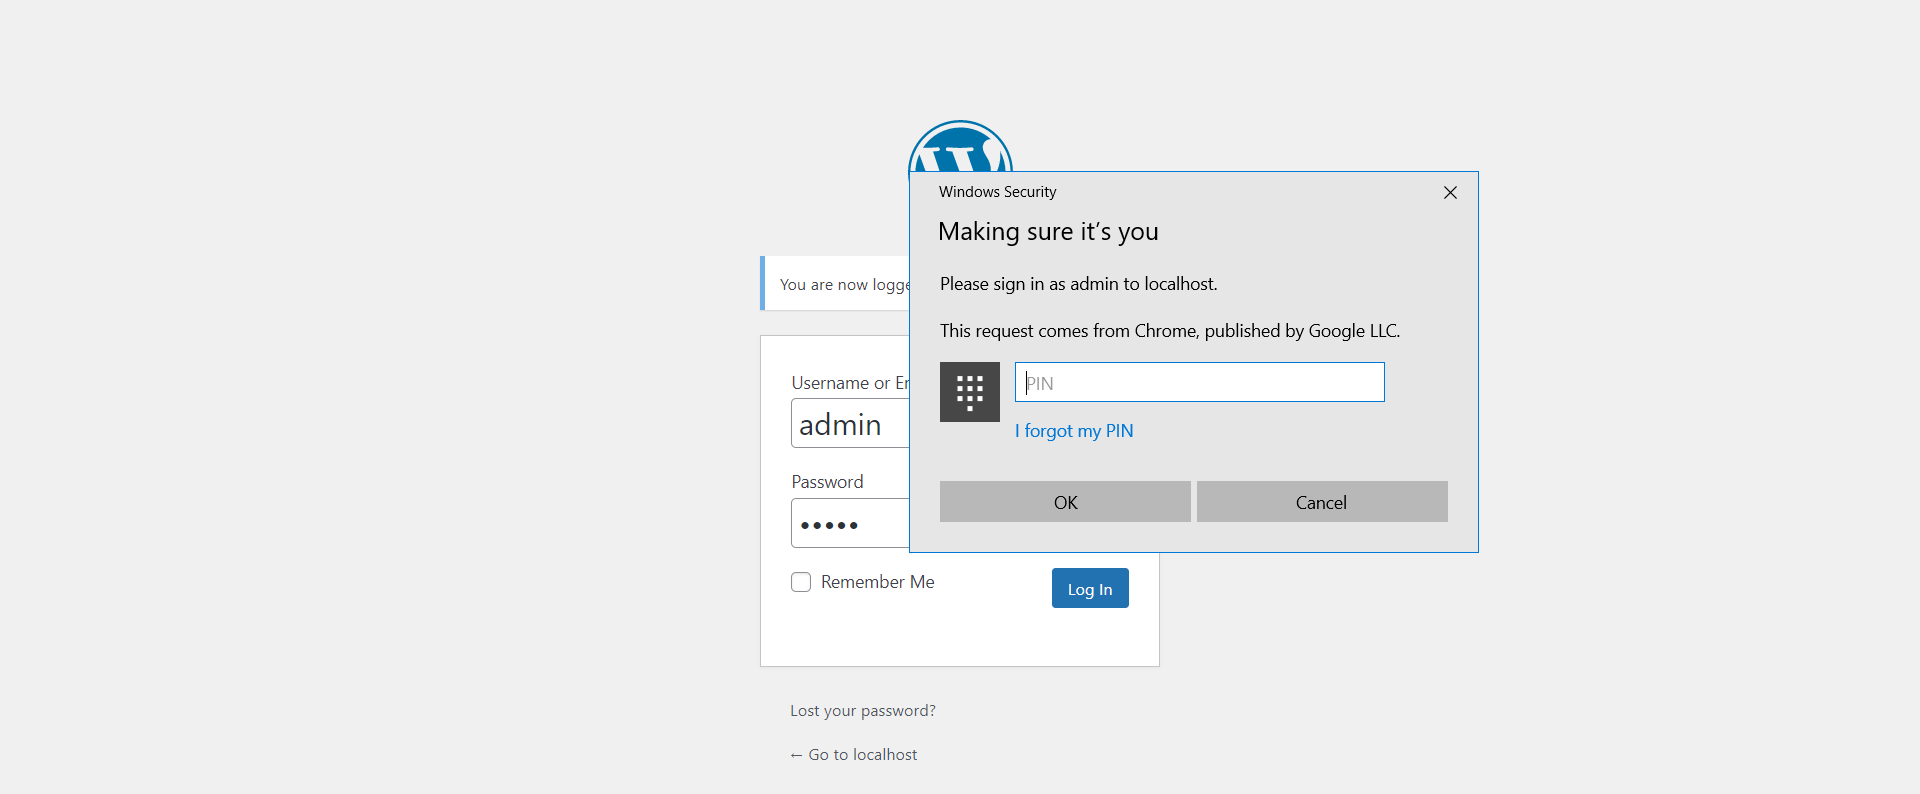 Windows Security
Making sure it’s you
Please sign in as admin to localhost.
This request comes from Chrome, published by Google LLC.
PIN
I forgot my PIN
OK Cancel
You are now
Username or
admin
Password
Remember Me
Log In
Lost your password?
← Go to localhost